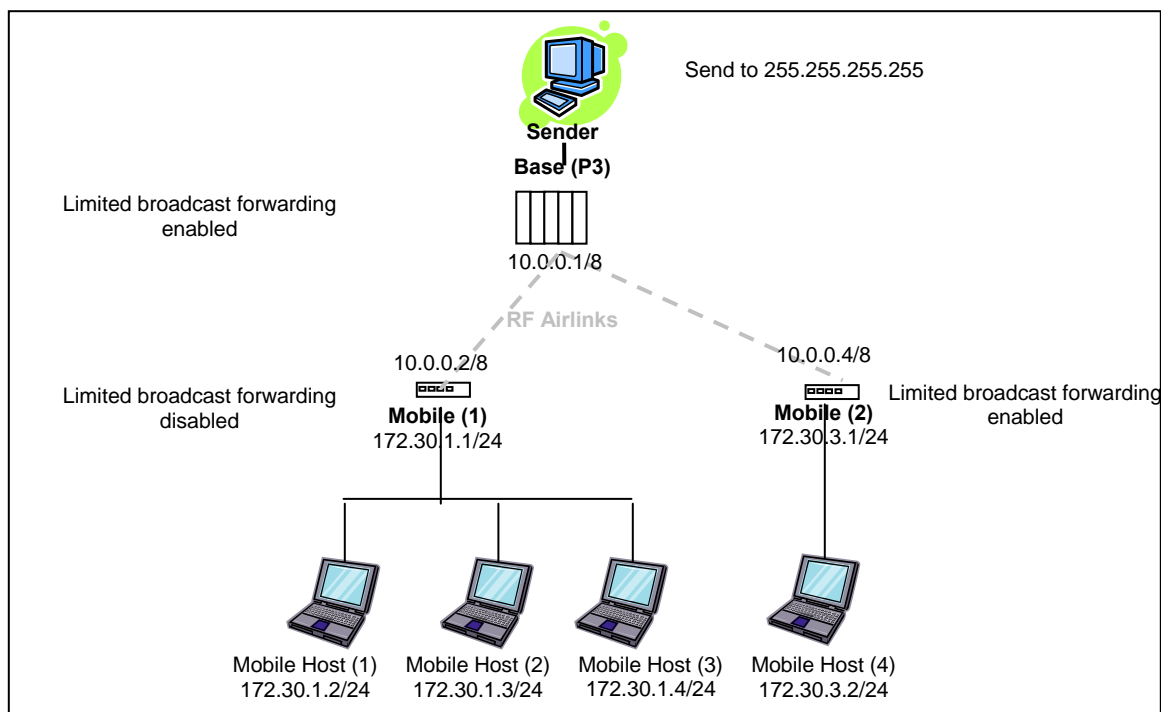 Send to 255.255.255.255
Sender
Base (P3)
Limited broadcast forwarding
enabled
10.0.0.1/8
RF Airlinks
10.0.0.2/8
10.0.0.4/8
Limited broadcast forwarding
disabled
Mobile (1)
172.30.1.1/24
Mobile (2)
172.30.3.1/24
Limited broadcast forwarding
enabled
Mobile Host (1)
172.30.1.2/24
Mobile Host (2)
172.30.1.3/24
Mobile Host (3)
172.30.1.4/24
Mobile Host (4)
172.30.3.2/24